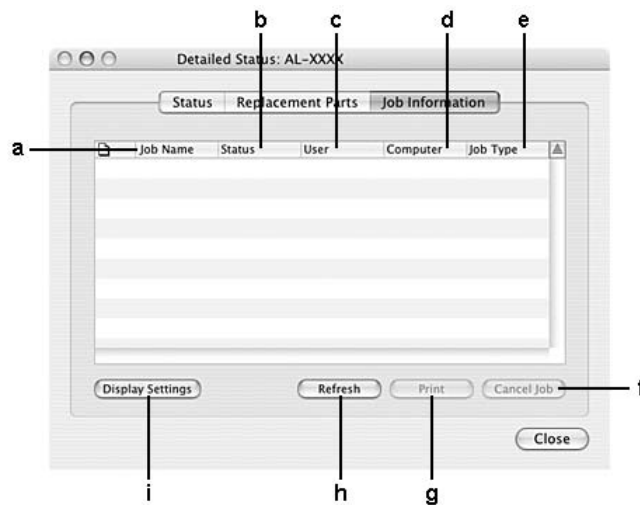 b c d e
Detailed Status: AL-XXXX
Status Replacement Parts Job Information
a Job Name Status User Computer Job Type
Display Settings Refresh Print Cancel Job f
Close
i h g